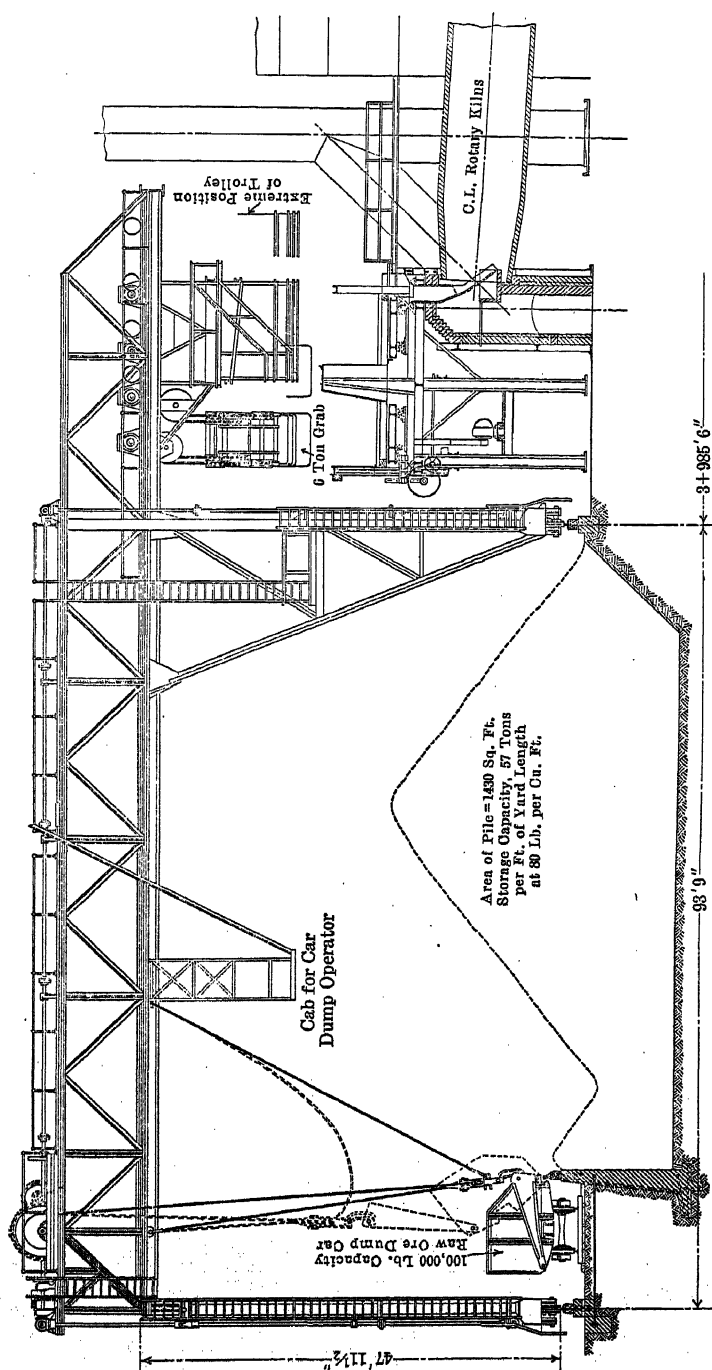 Extreme Position
of Trolley
C.L. Rotary Kilns
6 Ton Grab
3+985′6″
Cab for Car
Dump Operator
Area of Pile=1430 Sq. Ft.
Storage Capacity, 57 Tons
per Ft. of Yard Length
at 80 Lb. per Cu. Ft.
100,000 Lb. Capacity
Raw Ore Dump Car
93′9″
47′11½″